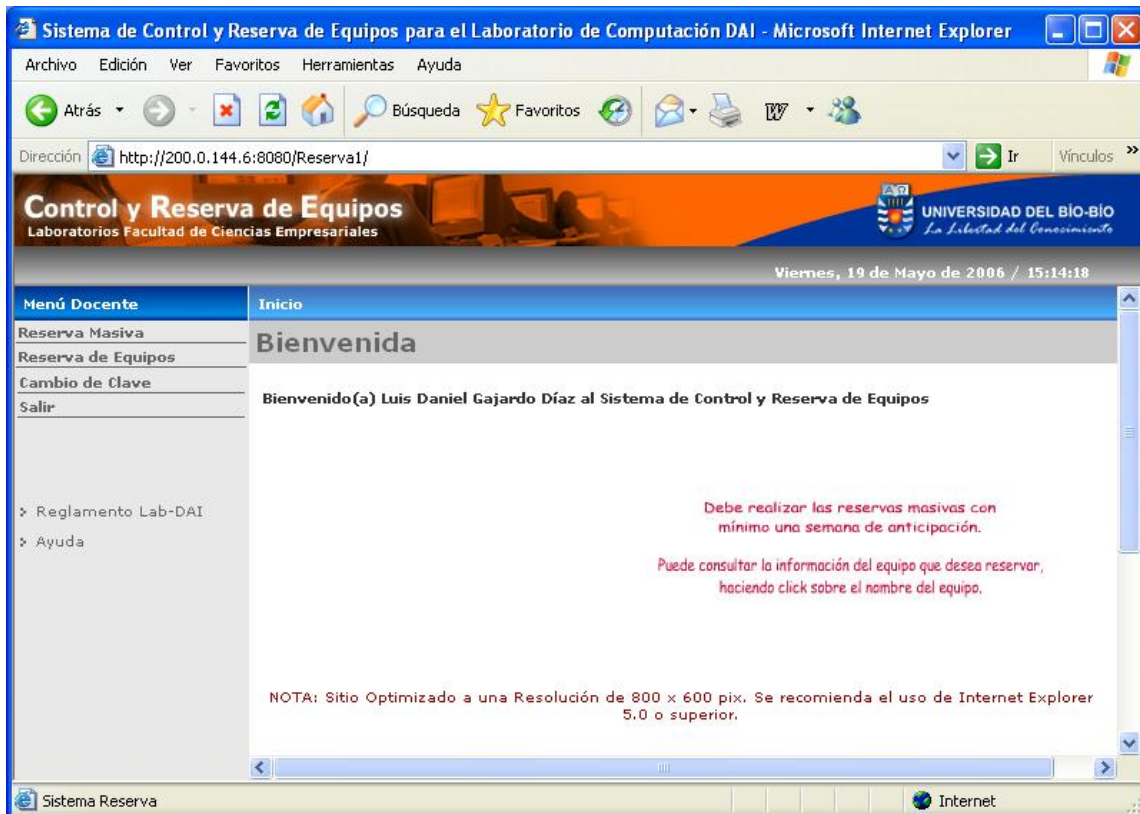 Sistema de Control y Reserva de Equipos para el Laboratorio de Computación DAI - Microsoft Internet Explorer
Archivo Edición Ver Favoritos Herramientas Ayuda
Atrás Búsqueda Favoritos
Dirección http://200.0.144.6:8080/Reserva1/ Ir Vínculos »
Control y Reserva de Equipos
Laboratorios Facultad de Ciencias Empresariales
UNIVERSIDAD DEL BÍO-BÍO
La Libertad del Conocimiento
Viernes, 19 de Mayo de 2006 / 15:14:18
Menú Docente
Reserva Masiva
Reserva de Equipos
Cambio de Clave
Salir
> Reglamento Lab-DAI
> Ayuda
Inicio
Bienvenida
Bienvenido(a) Luis Daniel Gajardo Díaz al Sistema de Control y Reserva de Equipos
Debe realizar las reservas masivas con
mínimo una semana de anticipación.
Puede consultar la información del equipo que desea reservar,
haciendo click sobre el nombre del equipo.
NOTA: Sitio Optimizado a una Resolución de 800 x 600 pix. Se recomienda el uso de Internet Explorer
5.0 o superior.
Sistema Reserva Internet